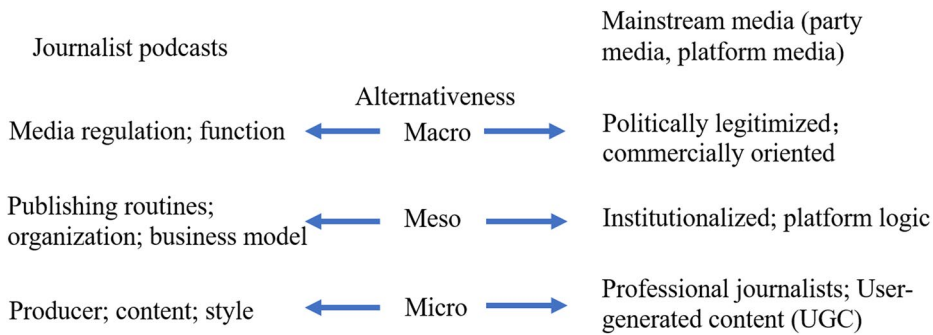 Journalist podcasts
Mainstream media (party
media, platform media)
Alternativeness
Media regulation; function
Macro
Politically legitimized;
commercially oriented
Publishing routines;
organization; business model
Meso
Institutionalized; platform logic
Producer; content; style
Micro
Professional journalists; User-
generated content (UGC)